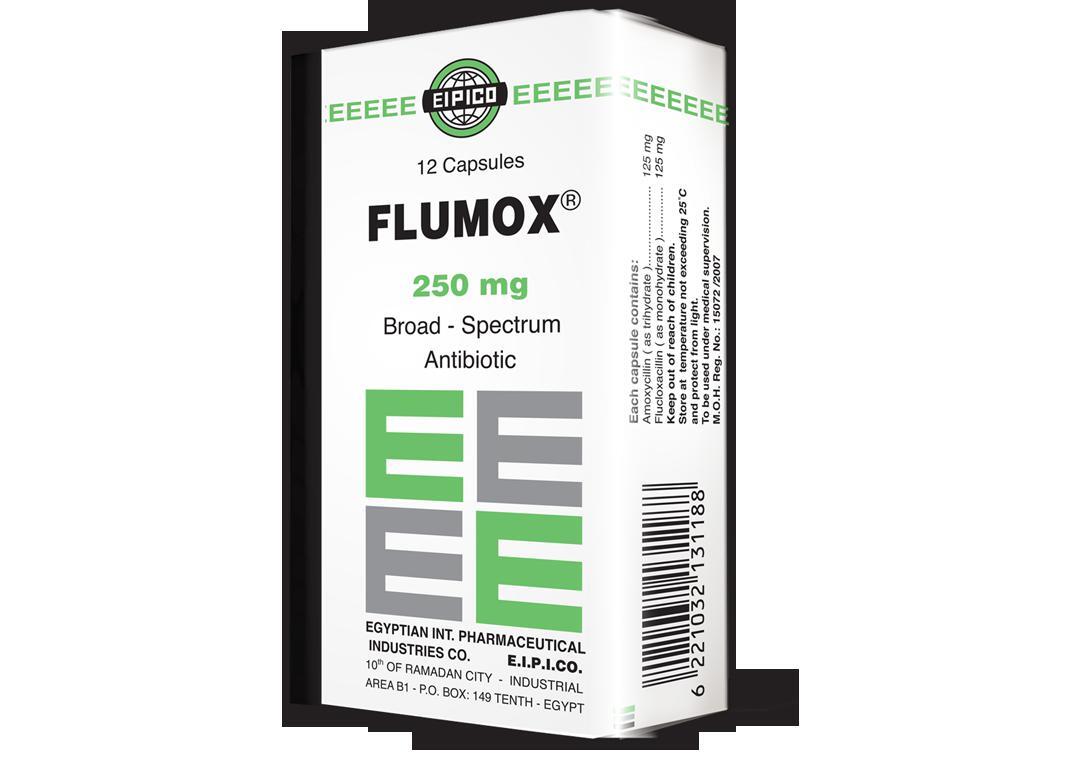 EEEEE EIPICO EEEEEEEEEEEE
12 Capsules
FLUMOX®
250 mg
Broad - Spectrum
Antibiotic
E E
E E
EGYPTIAN INT. PHARMACEUTICAL
INDUSTRIES CO. E.I.P.I.CO.
10th OF RAMADAN CITY - INDUSTRIAL
AREA B1 - P.O. BOX: 149 TENTH - EGYPT
Each capsule contains:
Amoxycillin ( as trihydrate ).................... 125 mg
Flucloxacillin ( as monohydrate )............ 125 mg
Keep out of reach of children.
Store at temperature not exceeding 25°C
and protect from light.
To be used under medical supervision.
M.O.H. Reg. No.: 15072 /2007
6 221032 131188